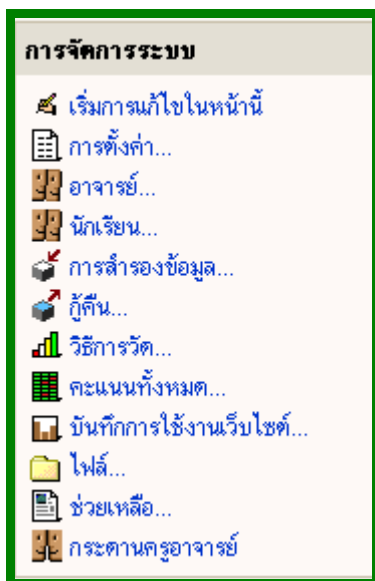 การจัดการระบบ
เริ่มการแก้ไขในหน้านี้
การตั้งค่า...
อาจารย์...
นักเรียน...
การสำรองข้อมูล...
กู้คืน...
วิธีการวัด...
คะแนนทั้งหมด...
บันทึกการใช้งานเว็บไซต์...
ไฟล์...
ช่วยเหลือ...
กระดานครูอาจารย์